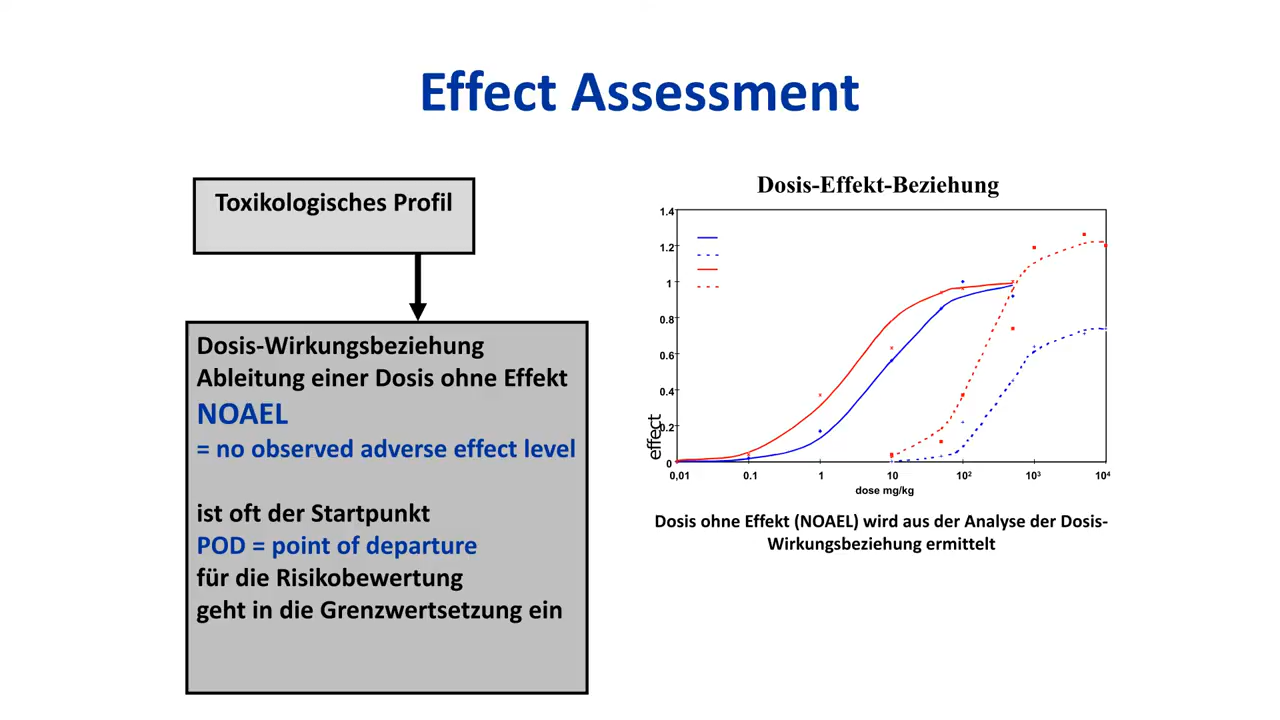 Effect Assessment
Toxikologisches Profil
Dosis-Wirkungsbeziehung
Ableitung einer Dosis ohne Effekt
NOAEL
= no observed adverse effect level
ist oft der Startpunkt
POD = point of departure
für die Risikobewertung
geht in die Grenzwertsetzung ein
Dosis-Effekt-Beziehung
1.4
1.2
1
0.8
0.6
0.4
0.2
0
effect
0,01 0.1 1 10 10² 10³ 10⁴
dose mg/kg
Dosis ohne Effekt (NOAEL) wird aus der Analyse der Dosis-
Wirkungsbeziehung ermittelt